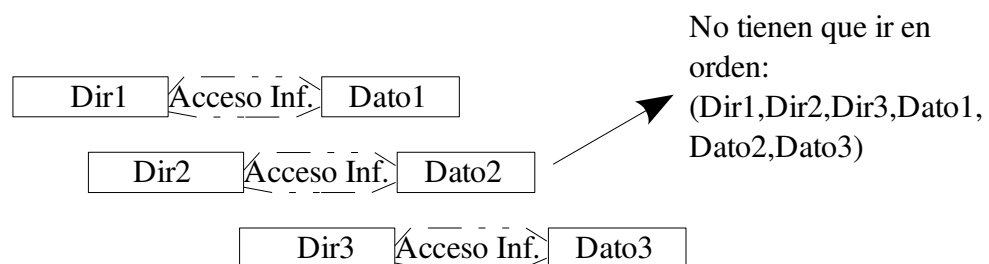 No tienen que ir en
orden:
(Dir1,Dir2,Dir3,Dato1,
Dato2,Dato3)
Dir1 Acceso Inf. Dato1
Dir2 Acceso Inf. Dato2
Dir3 Acceso Inf. Dato3